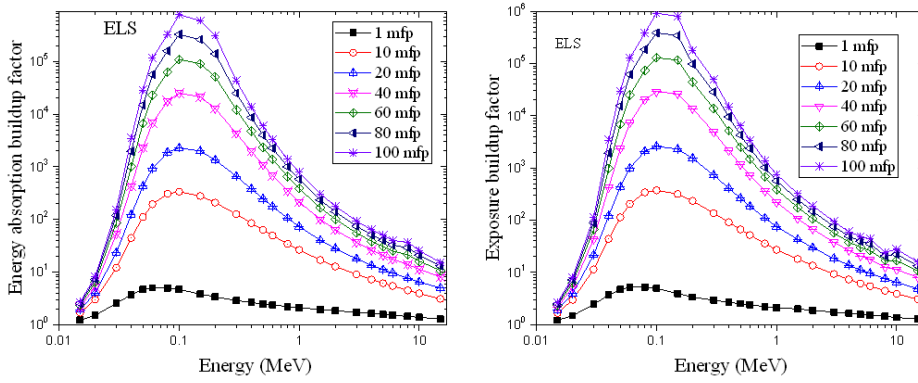 ELS
1 mfp
10 mfp
20 mfp
40 mfp
60 mfp
80 mfp
100 mfp
Energy absorption buildup factor
10^5
10^4
10^3
10^2
10^1
10^0
0.01
0.1
1
10
Energy (MeV)
ELS
1 mfp
10 mfp
20 mfp
40 mfp
60 mfp
80 mfp
100 mfp
Exposure buildup factor
10^6
10^5
10^4
10^3
10^2
10^1
10^0
0.01
0.1
1
10
Energy (MeV)